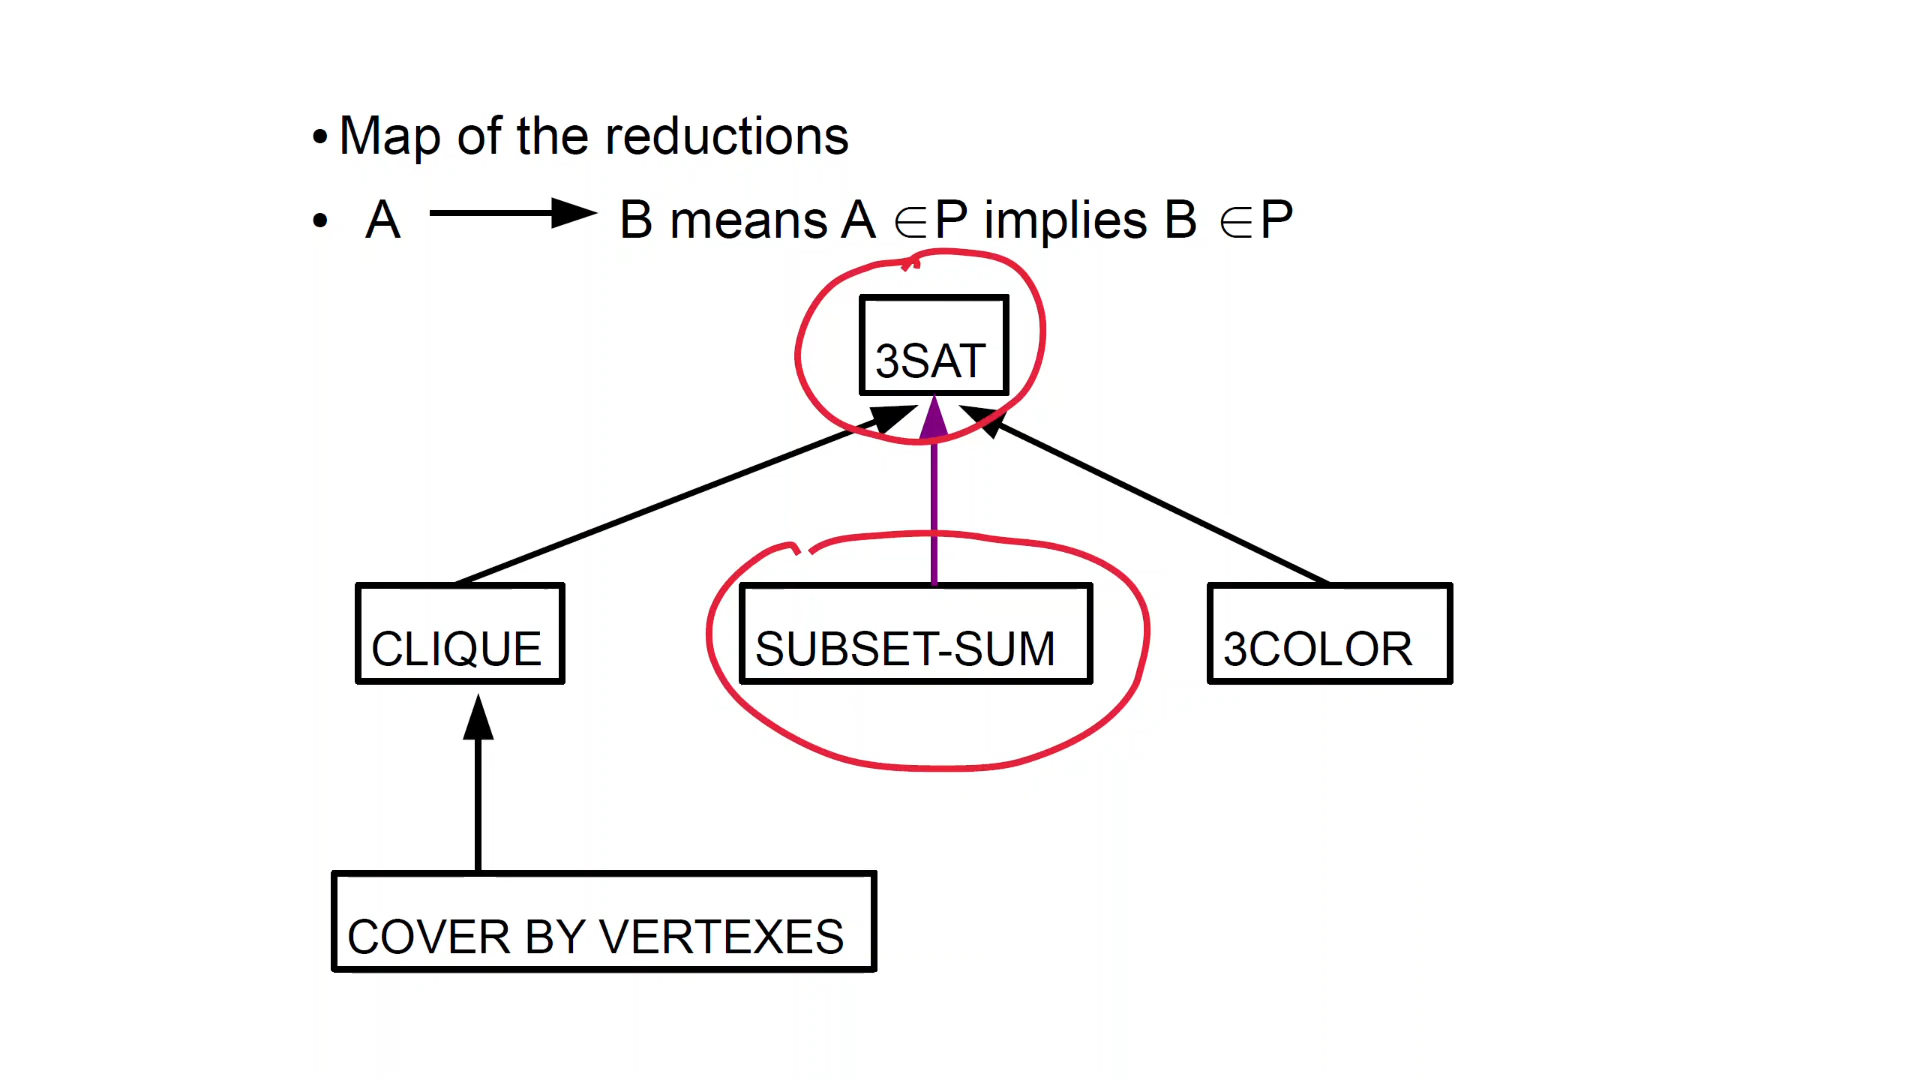 • Map of the reductions
• A B means A ∈P implies B ∈P
3SAT
CLIQUE
SUBSET-SUM
3COLOR
COVER BY VERTEXES